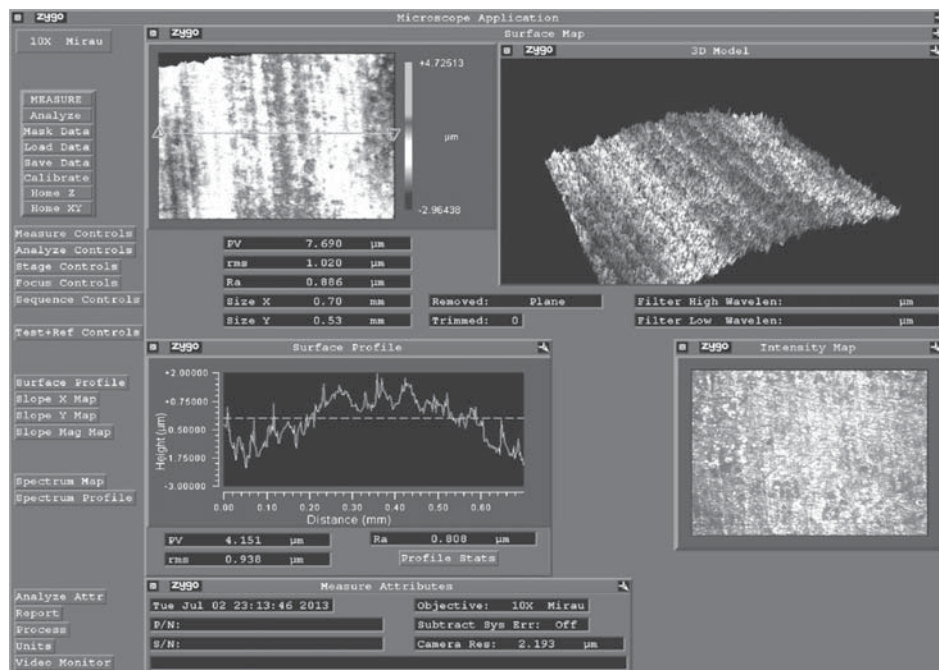 zygo Microscope Application
10X Mirau
MEASURE
Analyze
Mask Data
Load Data
Save Data
Calibrate
Home Z
Home XY
Measure Controls
Analyze Controls
Stage Controls
Focus Controls
Sequence Controls
Test+Ref Controls
Surface Profile
Slope X Map
Slope Y Map
Slope Mag Map
Spectrum Map
Spectrum Profile
Analyze Attr
Report
Process
Units
Video Monitor
zygo Surface Map
+4.72513
µm
-2.96438
PV 7.690 µm
rms 1.020 µm
Ra 0.886 µm
Size X 0.70 mm
Size Y 0.53 mm
zygo 3D Model
Removed: Plane
Trimmed: 0
Filter High Wavelen: µm
Filter Low Wavelen: µm
zygo Surface Profile
+2.00000
+0.75000
0.50000
-1.75000
-3.00000
Height (µm)
0.00 0.10 0.20 0.30 0.40 0.50 0.60
Distance (mm)
PV 4.151 µm
rms 0.938 µm
Ra 0.808 µm
Profile Stats
zygo Intensity Map
zygo Measure Attributes
Tue Jul 02 23:13:46 2013
P/N:
S/N:
Objective: 10X Mirau
Subtract Sys Err: Off
Camera Res: 2.193 µm